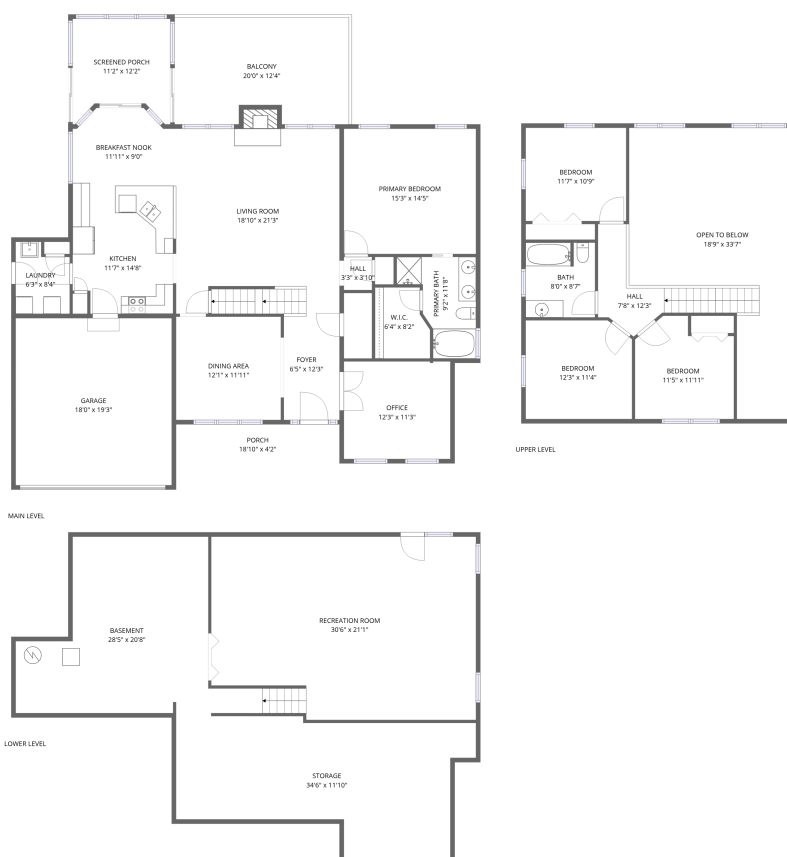 SCREENED PORCH
11'2" x 12'2"
BALCONY
20'0" x 12'4"
BREAKFAST NOOK
11'11" x 9'0"
PRIMARY BEDROOM
15'3" x 14'5"
LIVING ROOM
18'10" x 21'3"
KITCHEN
11'7" x 14'8"
LAUNDRY
6'3" x 8'4"
HALL
3'3" x 3'10"
PRIMARY BATH
9'2" x 11'8"
W.I.C.
6'4" x 8'2"
DINING AREA
12'1" x 11'11"
FOYER
6'5" x 12'3"
GARAGE
18'0" x 19'3"
OFFICE
12'3" x 11'3"
PORCH
18'10" x 4'2"
MAIN LEVEL
BEDROOM
11'7" x 10'9"
OPEN TO BELOW
18'9" x 33'7"
BATH
8'0" x 8'7"
HALL
7'8" x 12'3"
BEDROOM
12'3" x 11'4"
BEDROOM
11'5" x 11'11"
UPPER LEVEL
BASEMENT
28'5" x 20'8"
RECREATION ROOM
30'6" x 21'1"
STORAGE
34'6" x 11'10"
LOWER LEVEL